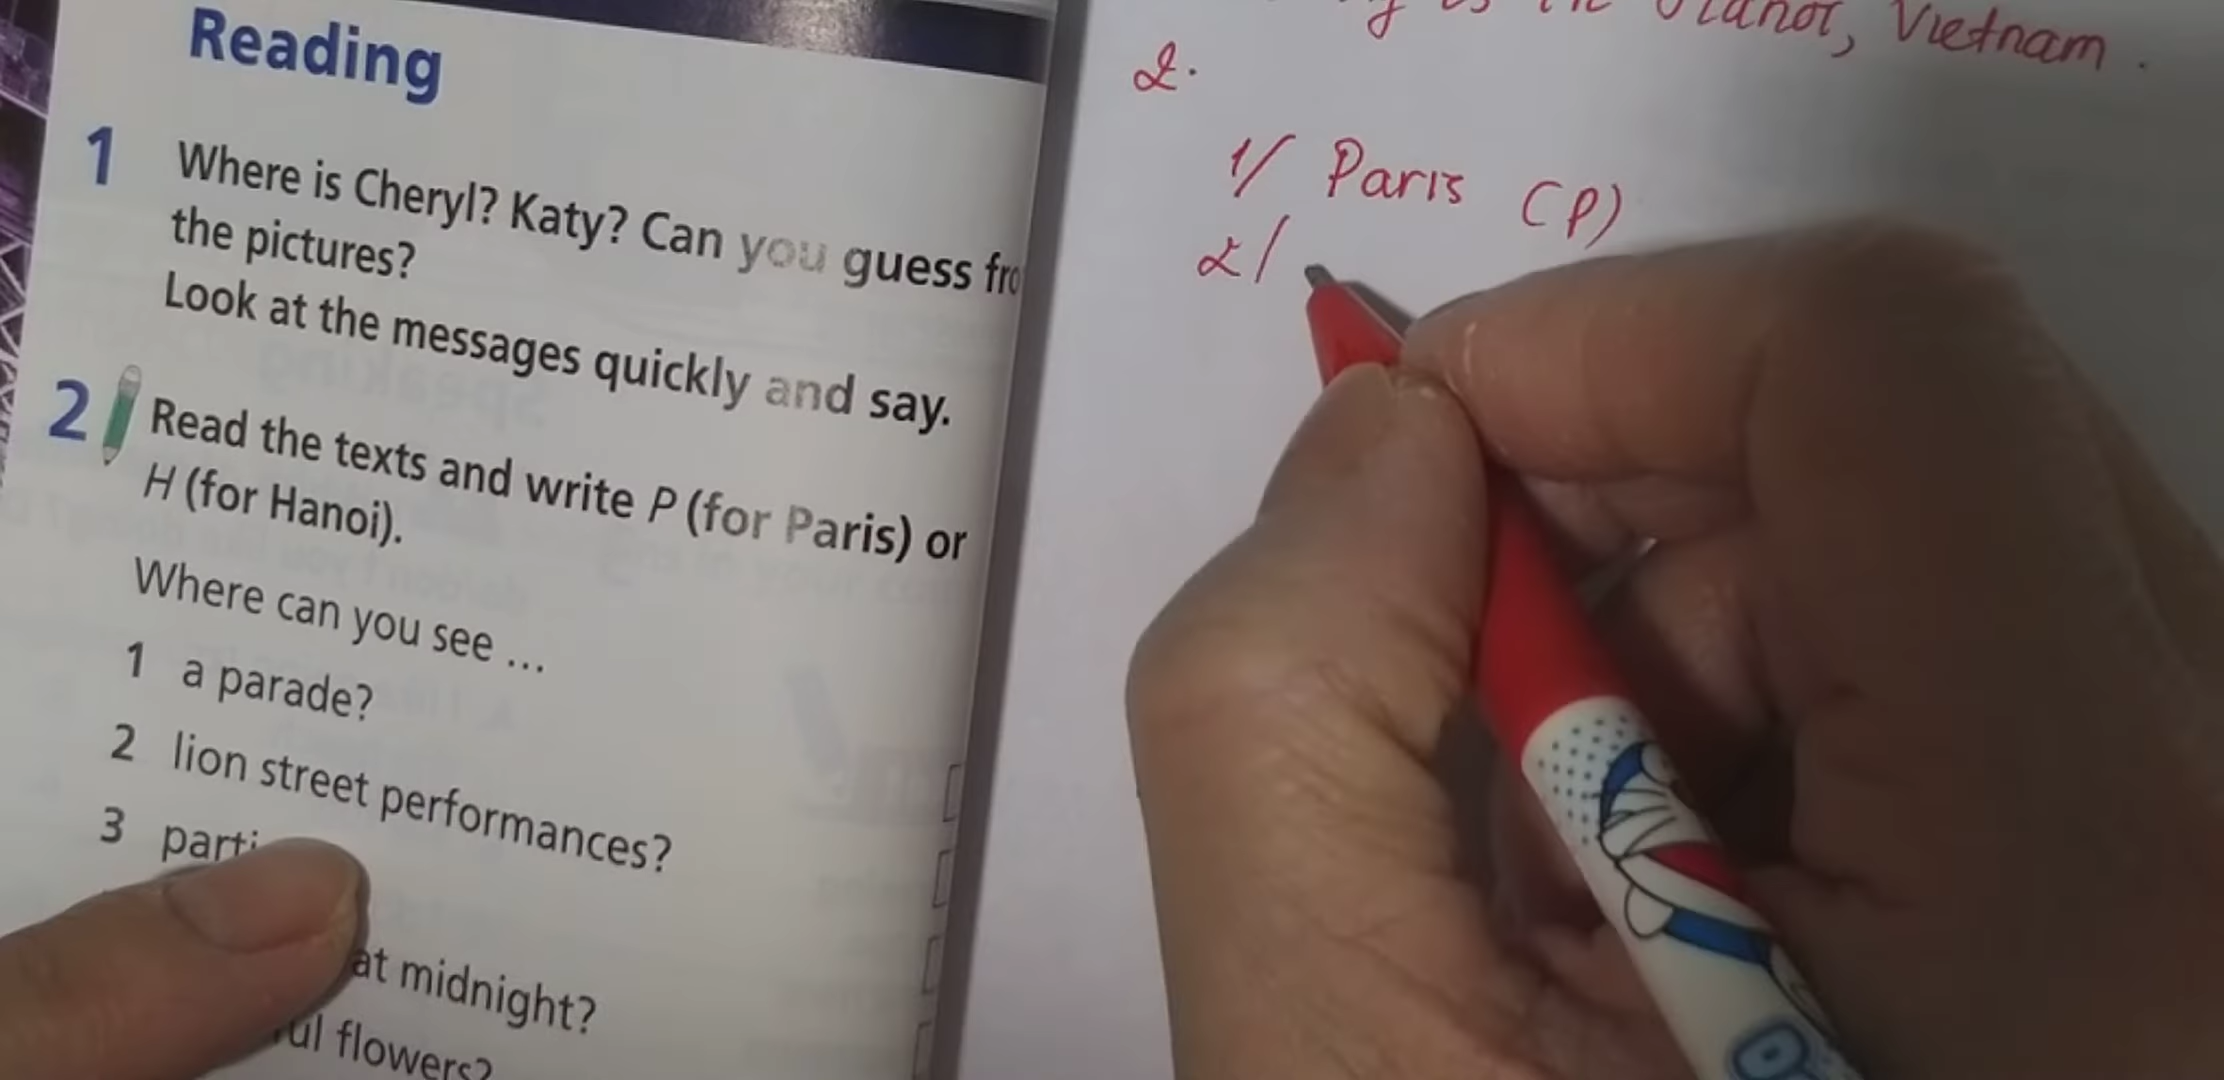 Reading
1 Where is Cheryl? Katy? Can you guess
the pictures?
Look at the messages quickly and say.
2 Read the texts and write P (for Paris) or
H (for Hanoi).
Where can you see ...
1 a parade?
2 lion street performances?
3
at midnight?
flowers?
Vietnam.
2.
1/ Paris (P)
2/